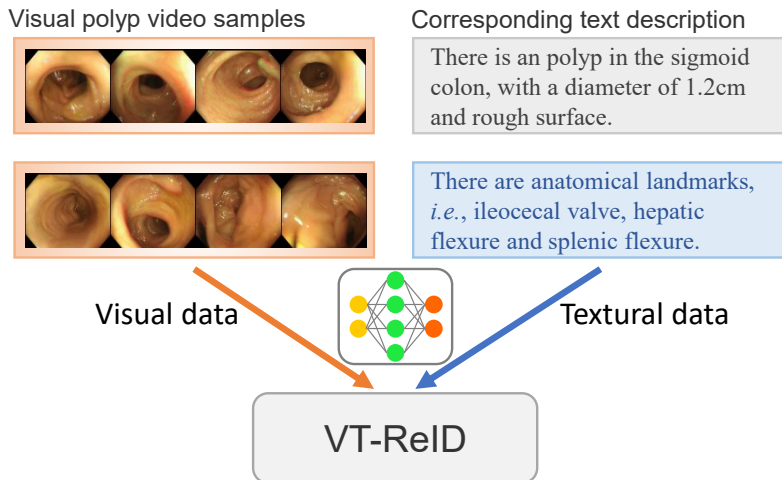 Visual polyp video samples
Corresponding text description
There is an polyp in the sigmoid
colon, with a diameter of 1.2cm
and rough surface.
There are anatomical landmarks,
i.e., ileocecal valve, hepatic
flexure and splenic flexure.
Visual data
Textural data
VT-ReID